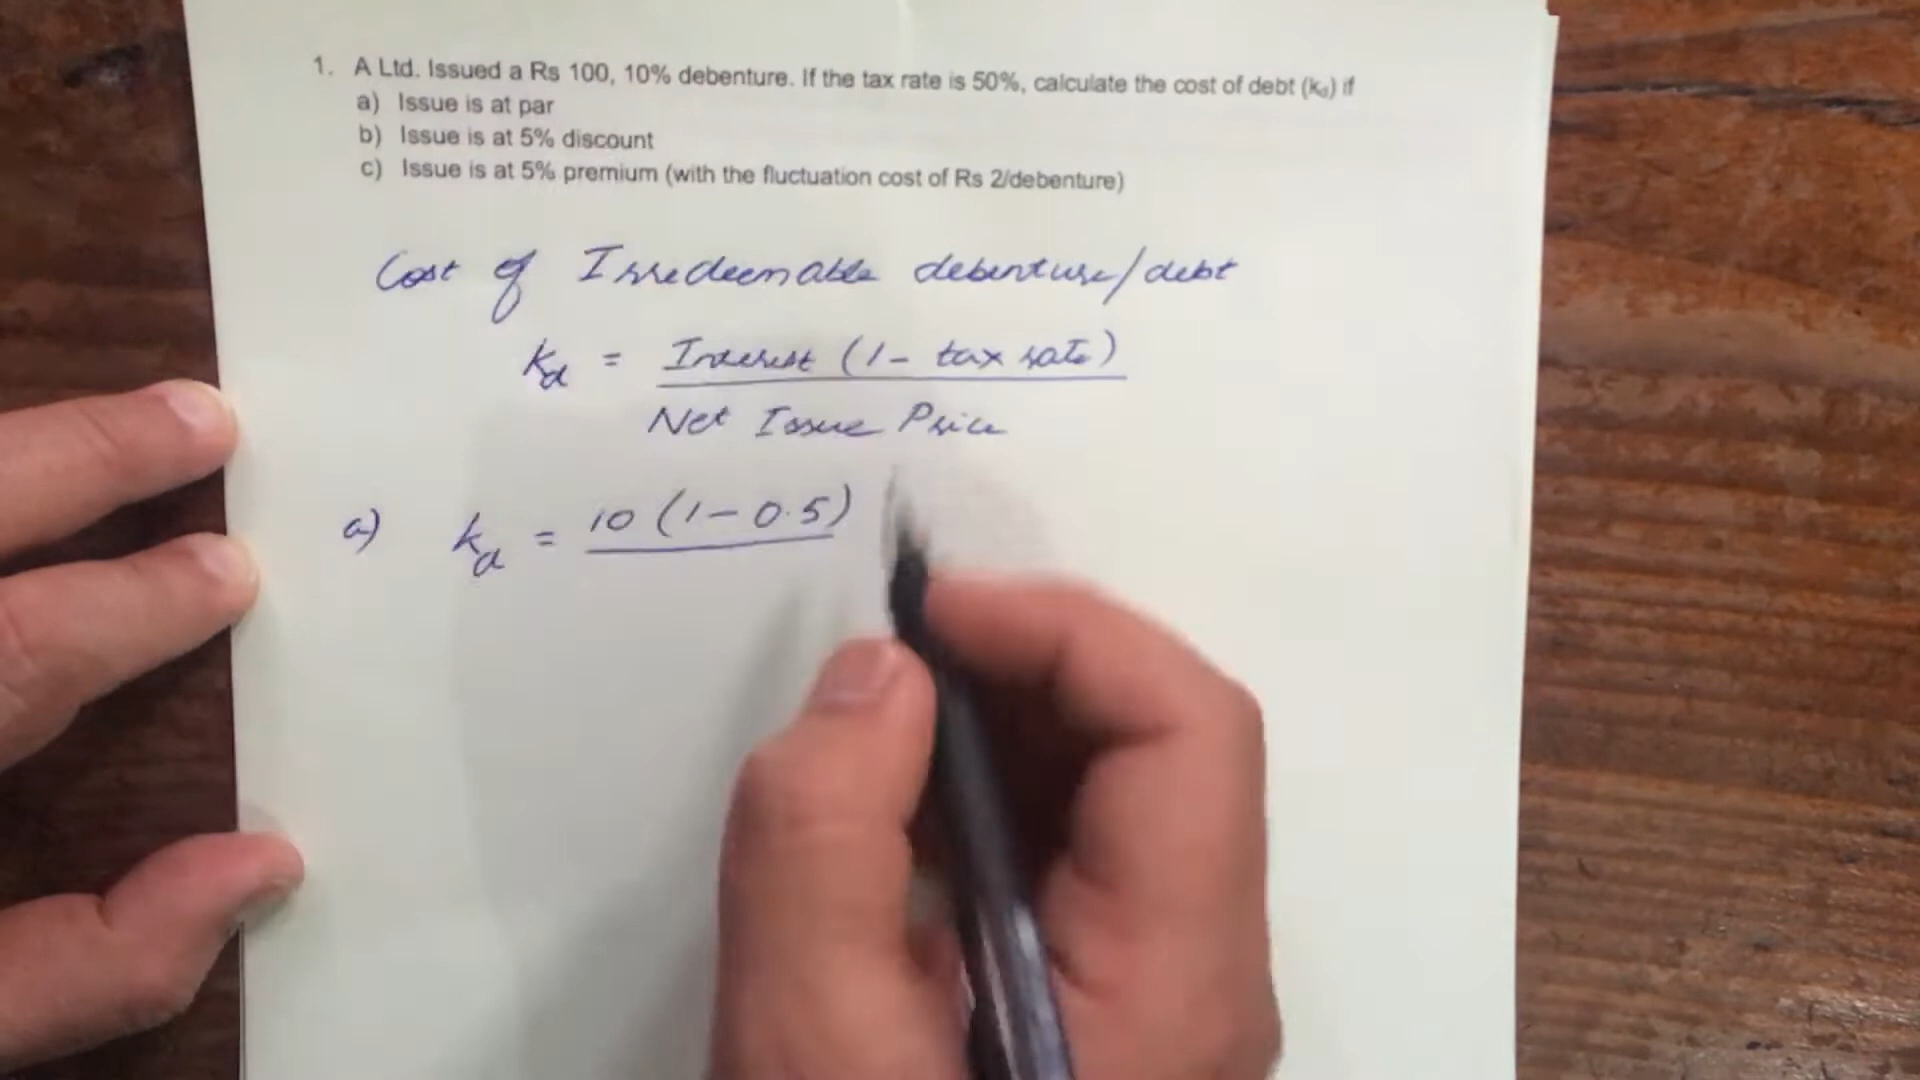 1. A Ltd. Issued a Rs 100, 10% debenture. If the tax rate is 50%, calculate the cost of debt (kd) if
a) Issue is at par
b) Issue is at 5% discount
c) Issue is at 5% premium (with the fluctuation cost of Rs 2/debenture)
Cost of Irredeemable debenture/debt
kd = Interest (1 - tax rate)
Net Issue Price
a) kd = 10 (1 - 0.5)